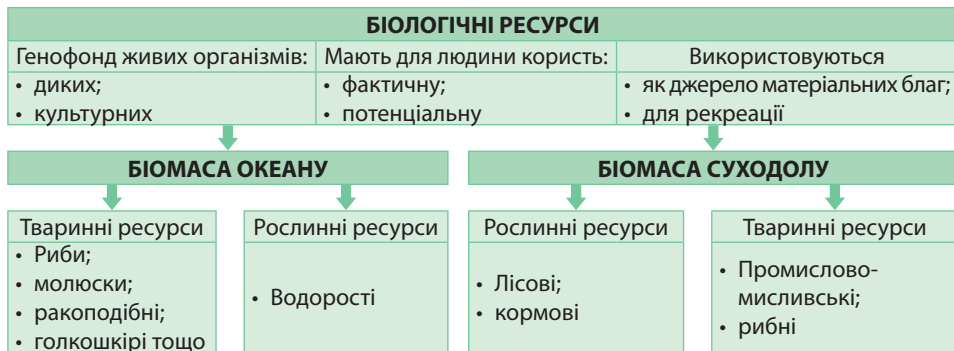 БІОЛОГІЧНІ РЕСУРСИ
Генофонд живих організмів:
• диких;
• культурних
Мають для людини користь:
• фактичну;
• потенціальну
Використовуються
• як джерело матеріальних благ;
• для рекреації
БІОМАСА ОКЕАНУ
БІОМАСА СУХОДОЛУ
Тваринні ресурси
• Риби;
• молюски;
• ракоподібні;
• голкошкірі тощо
Рослинні ресурси
• Водорості
Рослинні ресурси
• Лісові;
• кормові
Тваринні ресурси
• Промислово-
мисливські;
• рибні